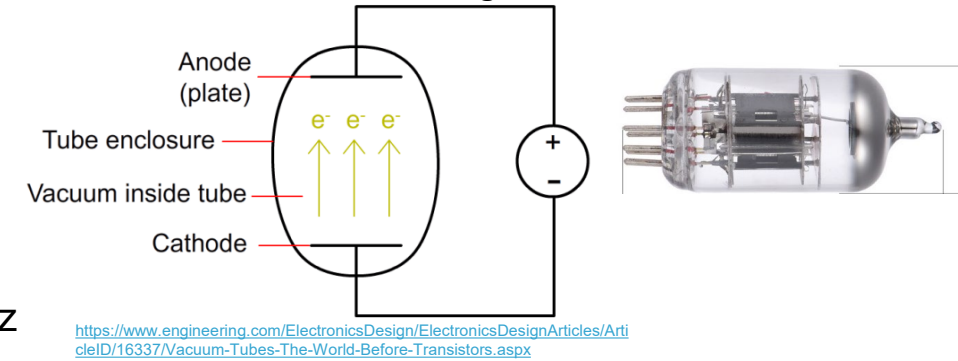 Anode
(plate)
e- e- e-
Tube enclosure
+
-
Vacuum inside tube
Cathode
z
https://www.engineering.com/ElectronicsDesign/ElectronicsDesignArticles/Arti
cleID/16337/Vacuum-Tubes-The-World-Before-Transistors.aspx